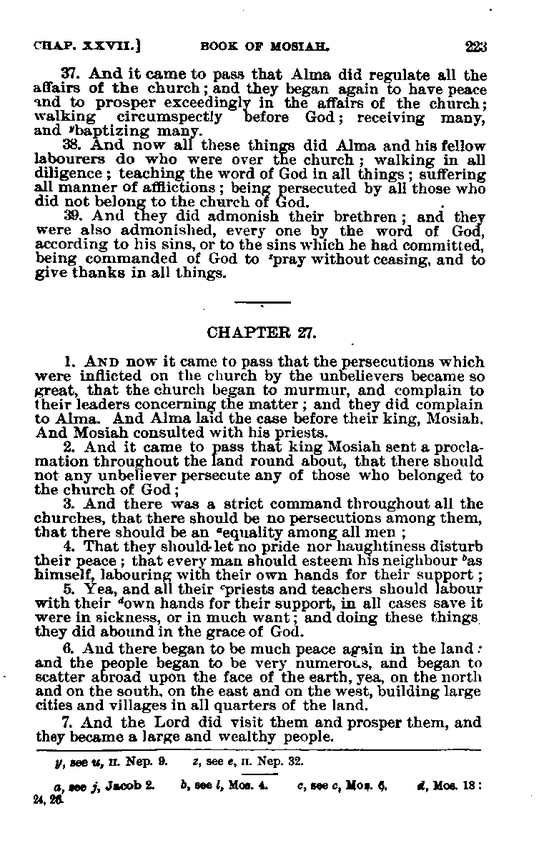 CHAP. XXVII.] BOOK OF MOSIAH. 223
37. And it came to pass that Alma did regulate all the
affairs of the church; and they began again to have peace
and to prosper exceedingly in the affairs of the church;
walking circumspectly before God; receiving many,
and ʸbaptizing many.
38. And now all these things did Alma and his fellow
labourers do who were over the church; walking in all
diligence; teaching the word of God in all things; suffering
all manner of afflictions; being persecuted by all those who
did not belong to the church of God.
39. And they did admonish their brethren; and they
were also admonished, every one by the word of God,
according to his sins, or to the sins which he had committed,
being commanded of God to ᶻpray without ceasing, and to
give thanks in all things.
CHAPTER 27.
1. AND now it came to pass that the persecutions which
were inflicted on the church by the unbelievers became so
great, that the church began to murmur, and complain to
their leaders concerning the matter; and they did complain
to Alma. And Alma laid the case before their king, Mosiah.
And Mosiah consulted with his priests.
2. And it came to pass that king Mosiah sent a procla-
mation throughout the land round about, that there should
not any unbeliever persecute any of those who belonged to
the church of God;
3. And there was a strict command throughout all the
churches, that there should be no persecutions among them,
that there should be an ᵃequality among all men;
4. That they should let no pride nor haughtiness disturb
their peace; that every man should esteem his neighbour ᵇas
himself, labouring with their own hands for their support;
5. Yea, and all their ᶜpriests and teachers should labour
with their ᵈown hands for their support, in all cases save it
were in sickness, or in much want; and doing these things
they did abound in the grace of God.
6. And there began to be much peace again in the land:
and the people began to be very numerous, and began to
scatter abroad upon the face of the earth, yea, on the north
and on the south, on the east and on the west, building large
cities and villages in all quarters of the land.
7. And the Lord did visit them and prosper them, and
they became a large and wealthy people.
y, see u, II. Nep. 9. z, see e, II. Nep. 32.
a, see j, Jacob 2. b, see l, Mos. 4. c, see c, Mos. 6. d, Mos. 18:
24, 26.